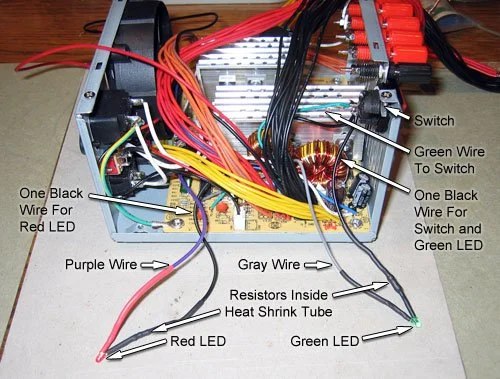 Switch
Green Wire
To Switch
One Black
Wire For
Red LED
One Black
Wire For
Switch and
Green LED
Purple Wire
Gray Wire
Resistors Inside
Heat Shrink Tube
Red LED
Green LED